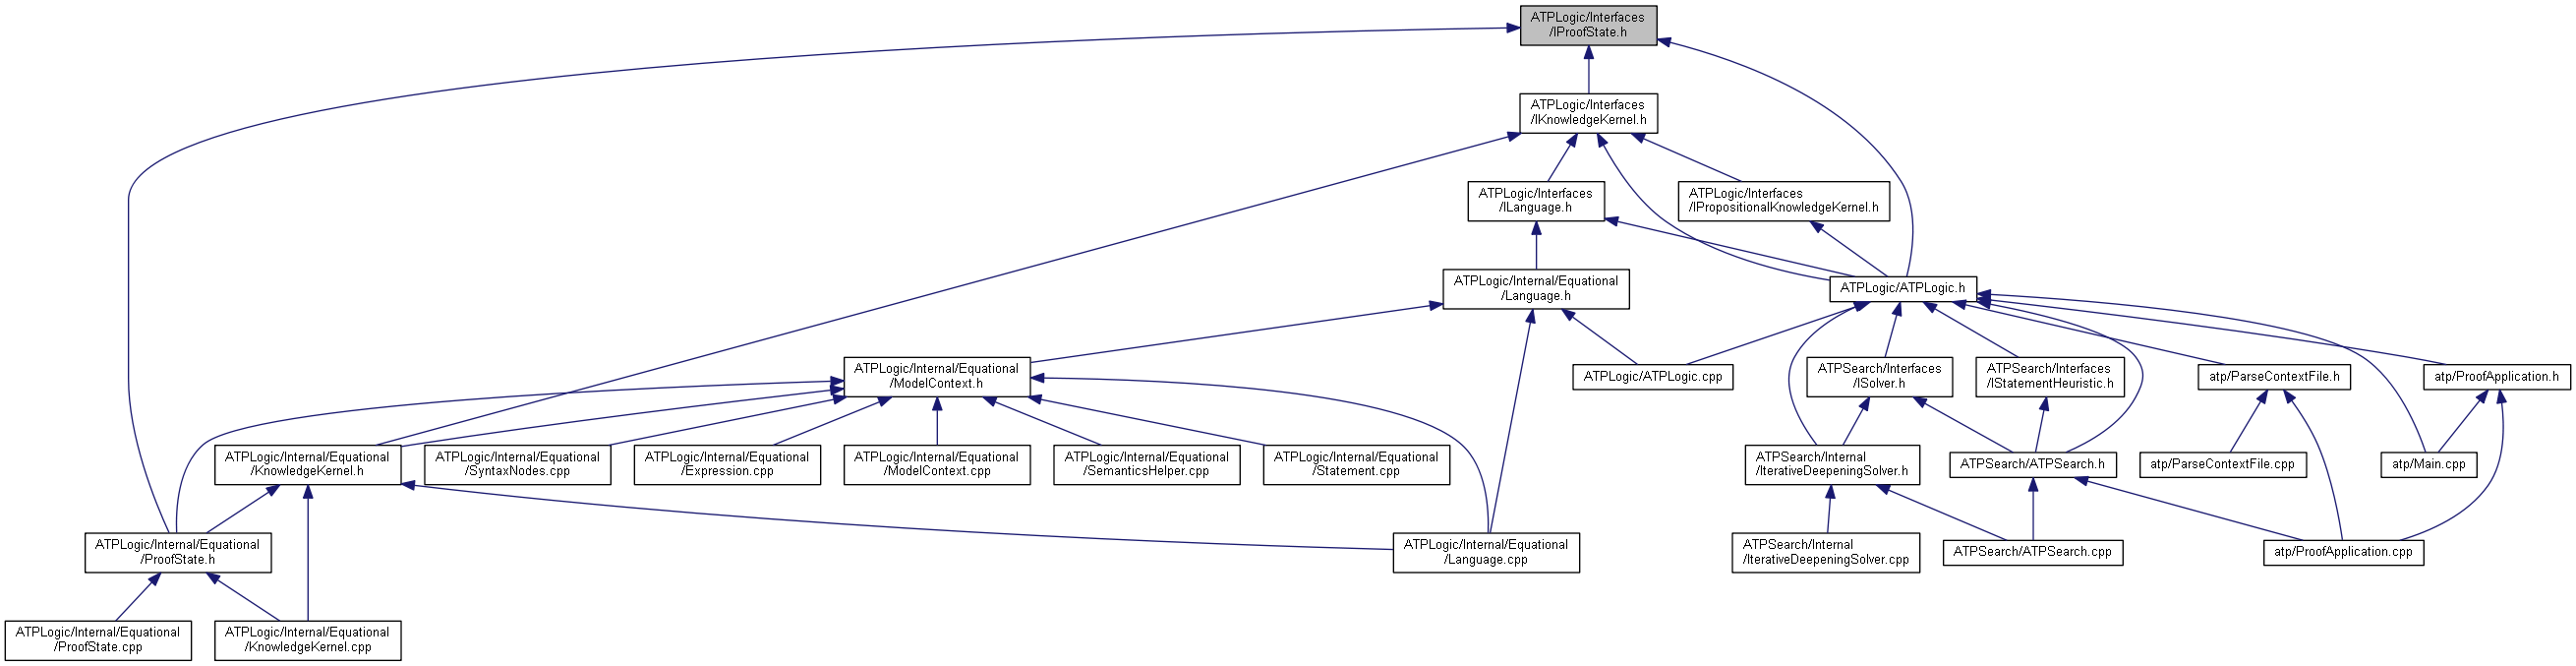 ATPLogic/Interfaces
/IProofState.h
ATPLogic/Interfaces
/IKnowledgeKernel.h
ATPLogic/Interfaces
/ILanguage.h
ATPLogic/Interfaces
/IPropositionalKnowledgeKernel.h
ATPLogic/Internal/Equational
/Language.h
ATPLogic/ATPLogic.h
ATPLogic/Internal/Equational
/ModelContext.h
ATPLogic/ATPLogic.cpp
ATPSearch/Interfaces
/ISolver.h
ATPSearch/Interfaces
/IStatementHeuristic.h
atp/ParseContextFile.h
atp/ProofApplication.h
ATPLogic/Internal/Equational
/KnowledgeKernel.h
ATPLogic/Internal/Equational
/SyntaxNodes.cpp
ATPLogic/Internal/Equational
/Expression.cpp
ATPLogic/Internal/Equational
/ModelContext.cpp
ATPLogic/Internal/Equational
/SemanticsHelper.cpp
ATPLogic/Internal/Equational
/Statement.cpp
ATPSearch/Internal
/IterativeDeepeningSolver.h
ATPSearch/ATPSearch.h
atp/ParseContextFile.cpp
atp/Main.cpp
ATPLogic/Internal/Equational
/ProofState.h
ATPLogic/Internal/Equational
/Language.cpp
ATPSearch/Internal
/IterativeDeepeningSolver.cpp
ATPSearch/ATPSearch.cpp
atp/ProofApplication.cpp
ATPLogic/Internal/Equational
/ProofState.cpp
ATPLogic/Internal/Equational
/KnowledgeKernel.cpp